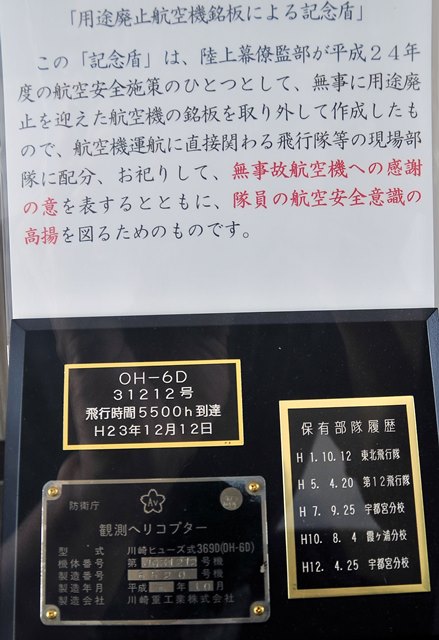 「用途廃止航空機銘板による記念盾」
この「記念盾」は、陸上幕僚監部が平成２４年
度の航空安全施策のひとつとして、無事に用途廃
止を迎えた航空機の銘板を取り外して作成したも
ので、航空機運航に直接関わる飛行隊等の現場部
隊に配分、お祀りして、無事故航空機への感謝
の意を表するとともに、隊員の航空安全意識の
高揚を図るためのものです。
OH-6D
31212号
飛行時間5500h到達
H23年12月12日
保有部隊履歴
H 1.10.12 東北飛行隊
H 5. 4.20 第12飛行隊
H 7. 9.25 宇都宮分校
H10. 8. 4 霞ヶ浦分校
H12. 4.25 宇都宮分校
防衛庁
観測ヘリコプター
型式 川崎ヒューズ式369D(OH-6D)
機体番号 第 号機
製造番号 号機
製造年月 平成 年10月
製造会社 川崎重工業株式会社